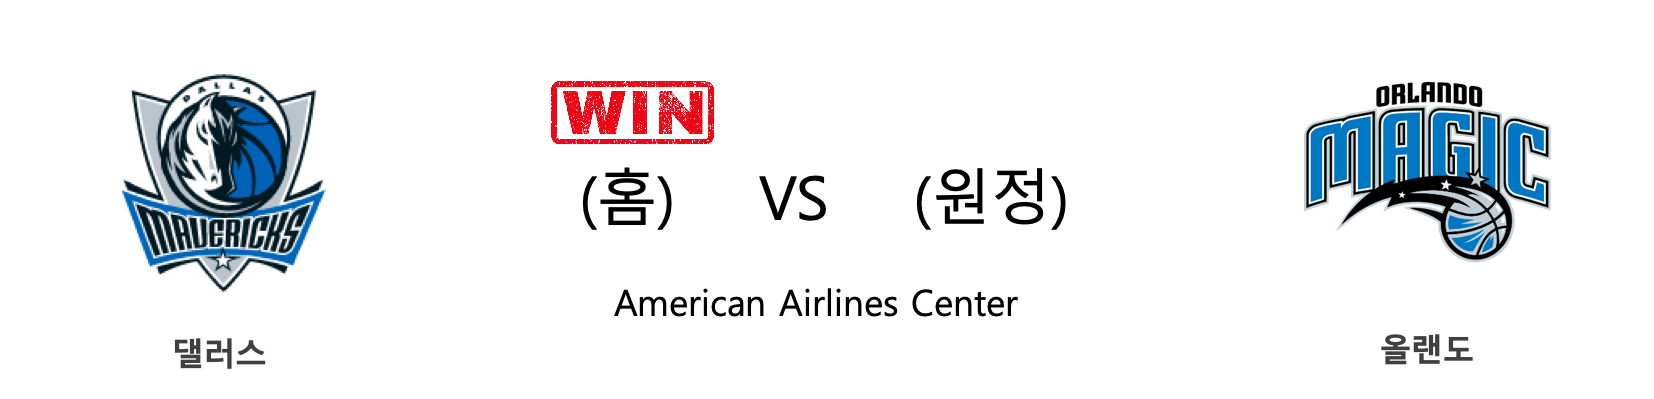 DALLAS
MAVERICKS
댈러스
WIN
(홈) VS (원정)
American Airlines Center
ORLANDO
MAGIC
올랜도